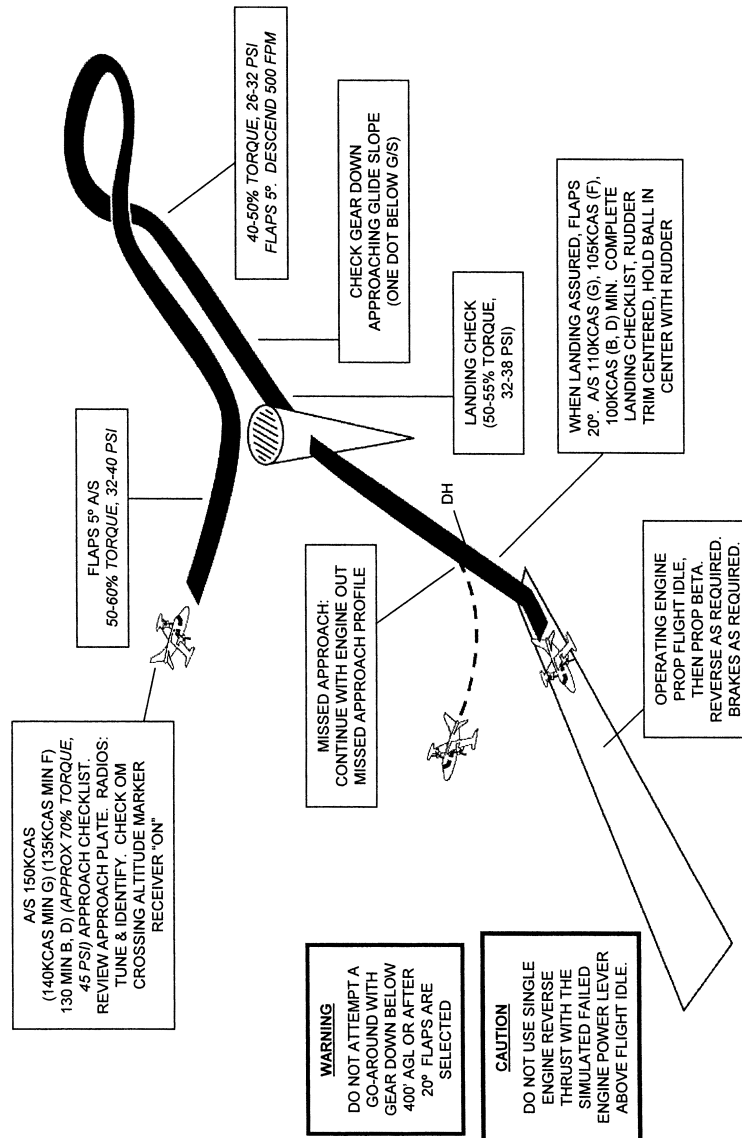 A/S 150KCAS
(140KCAS MIN G) (135KCAS MIN F)
130 MIN B, D) (APPROX 70% TORQUE,
45 PSI) APPROACH CHECKLIST.
REVIEW APPROACH PLATE. RADIOS:
TUNE & IDENTIFY. CHECK OM
CROSSING ALTITUDE MARKER
RECEIVER "ON"
FLAPS 5º A/S
50-60% TORQUE, 32-40 PSI
40-50% TORQUE, 26-32 PSI
FLAPS 5º. DESCEND 500 FPM
CHECK GEAR DOWN
APPROACHING GLIDE SLOPE
(ONE DOT BELOW G/S)
LANDING CHECK
(50-55% TORQUE,
32-38 PSI)
MISSED APPROACH:
CONTINUE WITH ENGINE OUT
MISSED APPROACH PROFILE
DH
WHEN LANDING ASSURED, FLAPS
20º. A/S 110KCAS (G), 105KCAS (F),
100KCAS (B, D) MIN. COMPLETE
LANDING CHECKLIST, RUDDER
TRIM CENTERED, HOLD BALL IN
CENTER WITH RUDDER
OPERATING ENGINE
PROP FLIGHT IDLE,
THEN PROP BETA.
REVERSE AS REQUIRED.
BRAKES AS REQUIRED.
WARNING
DO NOT ATTEMPT A
GO-AROUND WITH
GEAR DOWN BELOW
400' AGL OR AFTER
20º FLAPS ARE
SELECTED
CAUTION
DO NOT USE SINGLE
ENGINE REVERSE
THRUST WITH THE
SIMULATED FAILED
ENGINE POWER LEVER
ABOVE FLIGHT IDLE.